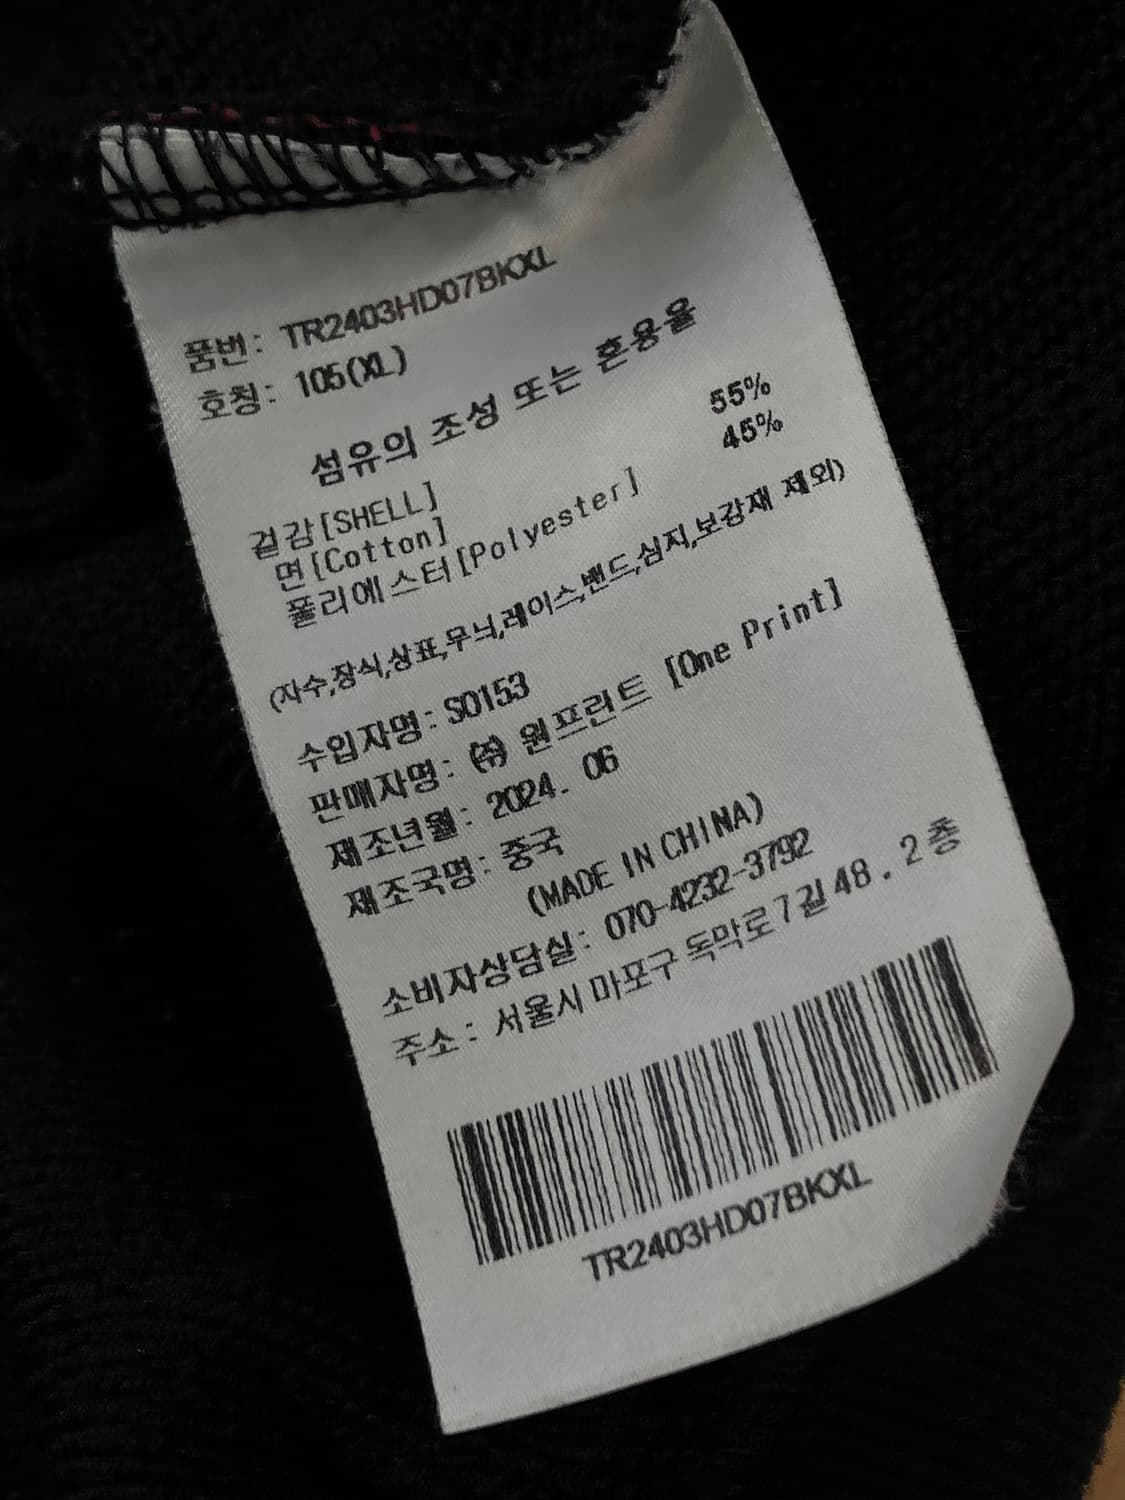 품번: TR2403HD07BKXL
호칭: 105(XL)
섬유의 조성 또는 혼용율
겉감[SHELL]
면[Cotton] 55%
폴리에스터[Polyester] 45%
(자수,장식,상표,무늬,레이스,밴드,심지,보강재 제외)
수입자명: SO153
판매자명: ㈜ 원프린트 [One Print]
제조년월: 2024. 06
제조국명: 중국
(MADE IN CHINA)
소비자상담실: 070-4232-3792
주소: 서울시 마포구 독막로7길 48, 2층
TR2403HD07BKXL